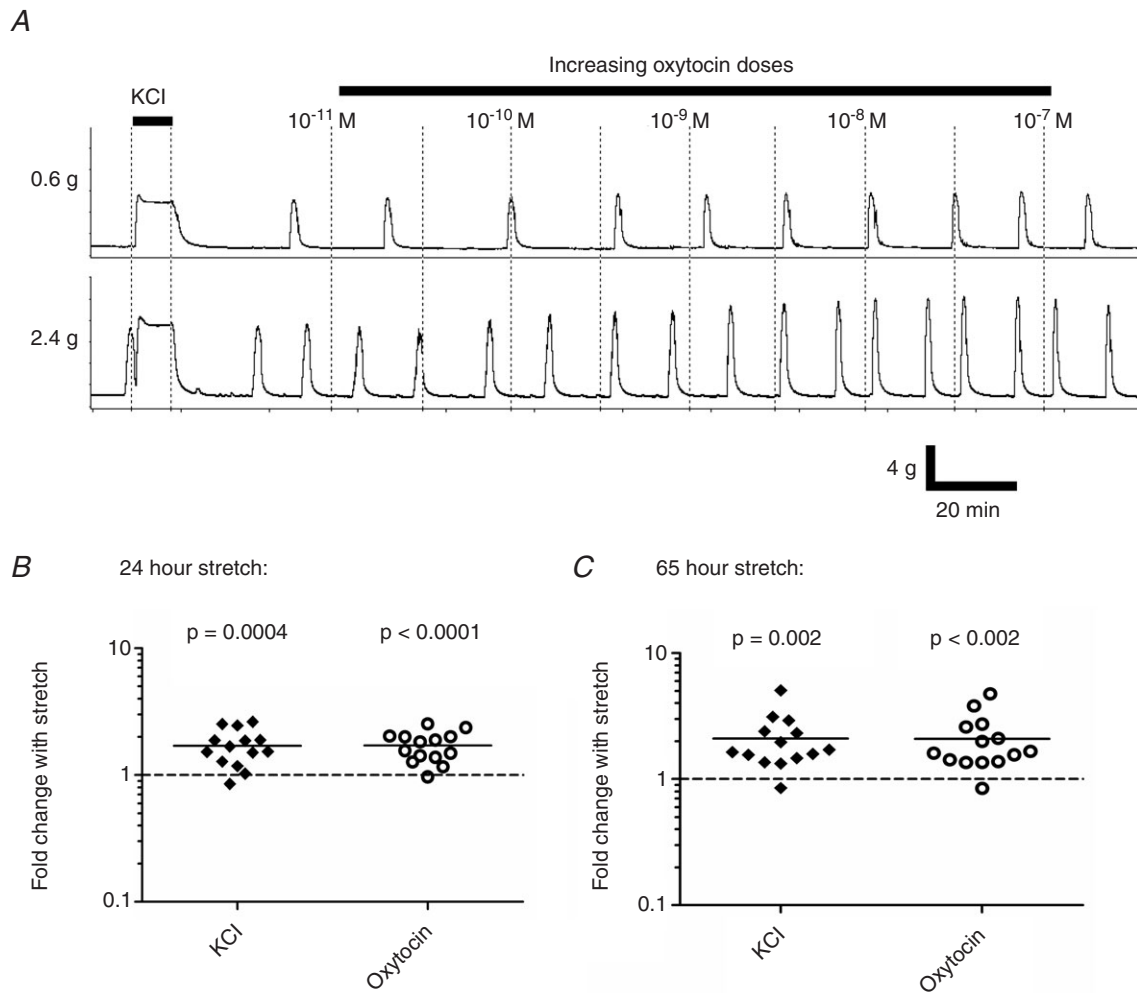 A
Increasing oxytocin doses
KCl
10⁻¹¹ M 10⁻¹⁰ M 10⁻⁹ M 10⁻⁸ M 10⁻⁷ M
0.6 g
2.4 g
4 g
20 min
B 24 hour stretch:
p = 0.0004 p < 0.0001
10
1
0.1
Fold change with stretch
KCl
Oxytocin
C 65 hour stretch:
p = 0.002 p < 0.002
10
1
0.1
Fold change with stretch
KCl
Oxytocin